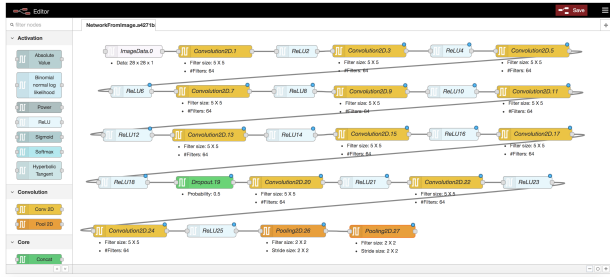 Editor
Save
filter nodes
NetworkFromImage.a4271b
Activation
Absolute
Value
Binomial
normal log
likelihood
Power
ReLU
Sigmoid
Softmax
Hyperbolic
Tangent
Convolution
Conv 2D
Pool 2D
Core
Concat
ImageData.0
• Data: 28 x 28 x 1
Convolution2D.1
• Filter size: 5 X 5
• #Filters: 64
ReLU2
Convolution2D.3
• Filter size: 5 X 5
• #Filters: 64
ReLU4
Convolution2D.5
• Filter size: 5 X 5
• #Filters: 64
ReLU6
Convolution2D.7
• Filter size: 5 X 5
• #Filters: 64
ReLU8
Convolution2D.9
• Filter size: 5 X 5
• #Filters: 64
ReLU10
Convolution2D.11
• Filter size: 5 X 5
• #Filters: 64
ReLU12
Convolution2D.13
• Filter size: 5 X 5
• #Filters: 64
ReLU14
Convolution2D.15
• Filter size: 5 X 5
• #Filters: 64
ReLU16
Convolution2D.17
• Filter size: 5 X 5
• #Filters: 64
ReLU18
Dropout.19
• Probability: 0.5
Convolution2D.20
• Filter size: 5 X 5
• #Filters: 64
ReLU21
Convolution2D.22
• Filter size: 5 X 5
• #Filters: 64
ReLU23
Convolution2D.24
• Filter size: 5 X 5
• #Filters: 64
ReLU25
Pooling2D.26
• Filter size: 2 X 2
• Stride size: 2 X 2
Pooling2D.27
• Filter size: 2 X 2
• Stride size: 2 X 2